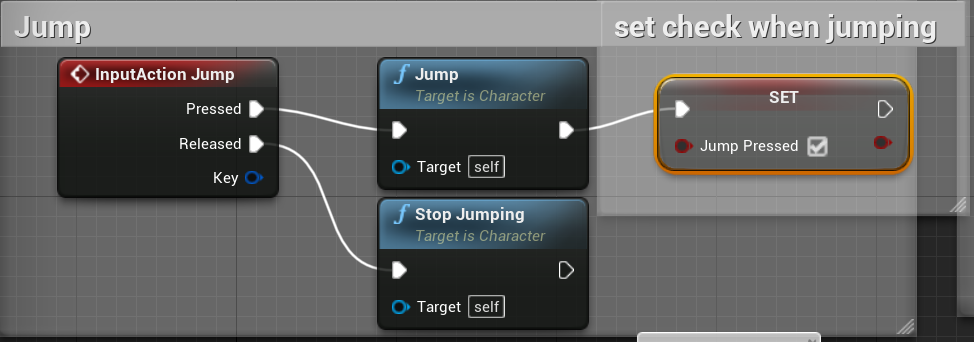 Jump
set check when jumping
InputAction Jump
Pressed
Released
Key
Jump
Target is Character
Target self
Stop Jumping
Target is Character
Target self
SET
Jump Pressed